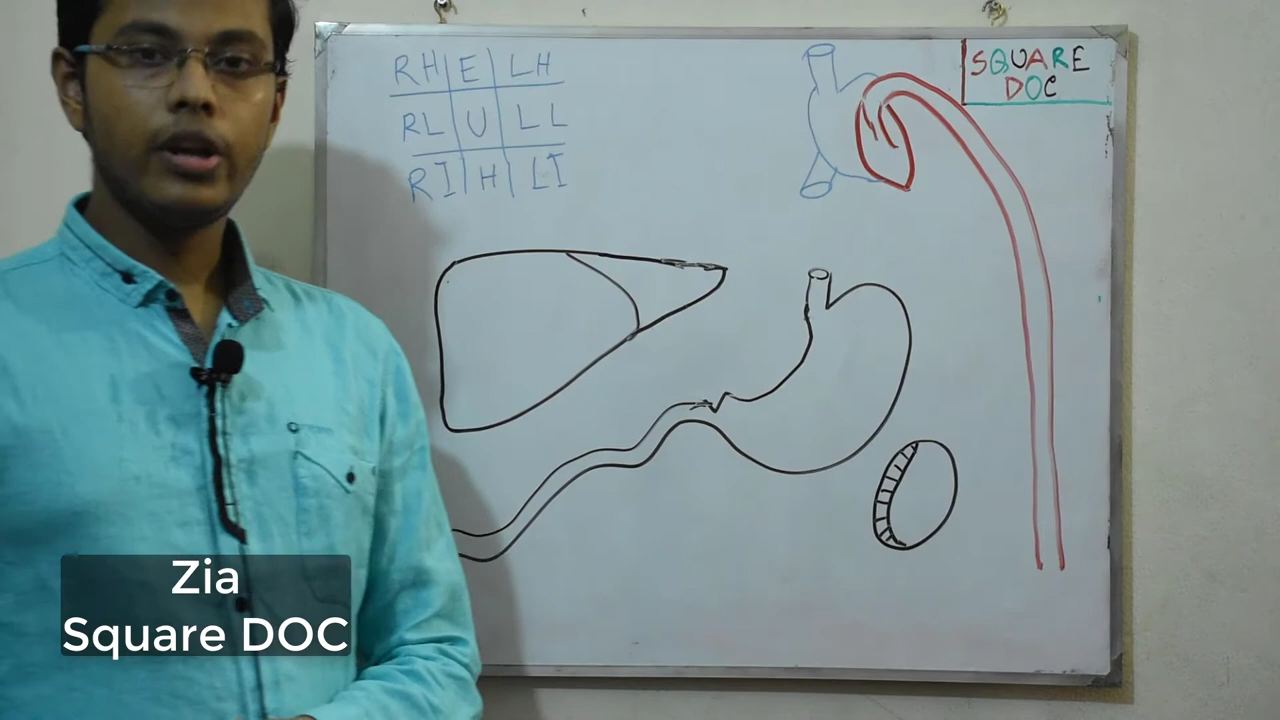 RH E LH
RL U LL
RI H LI
SQUARE
DOC
Zia
Square DOC